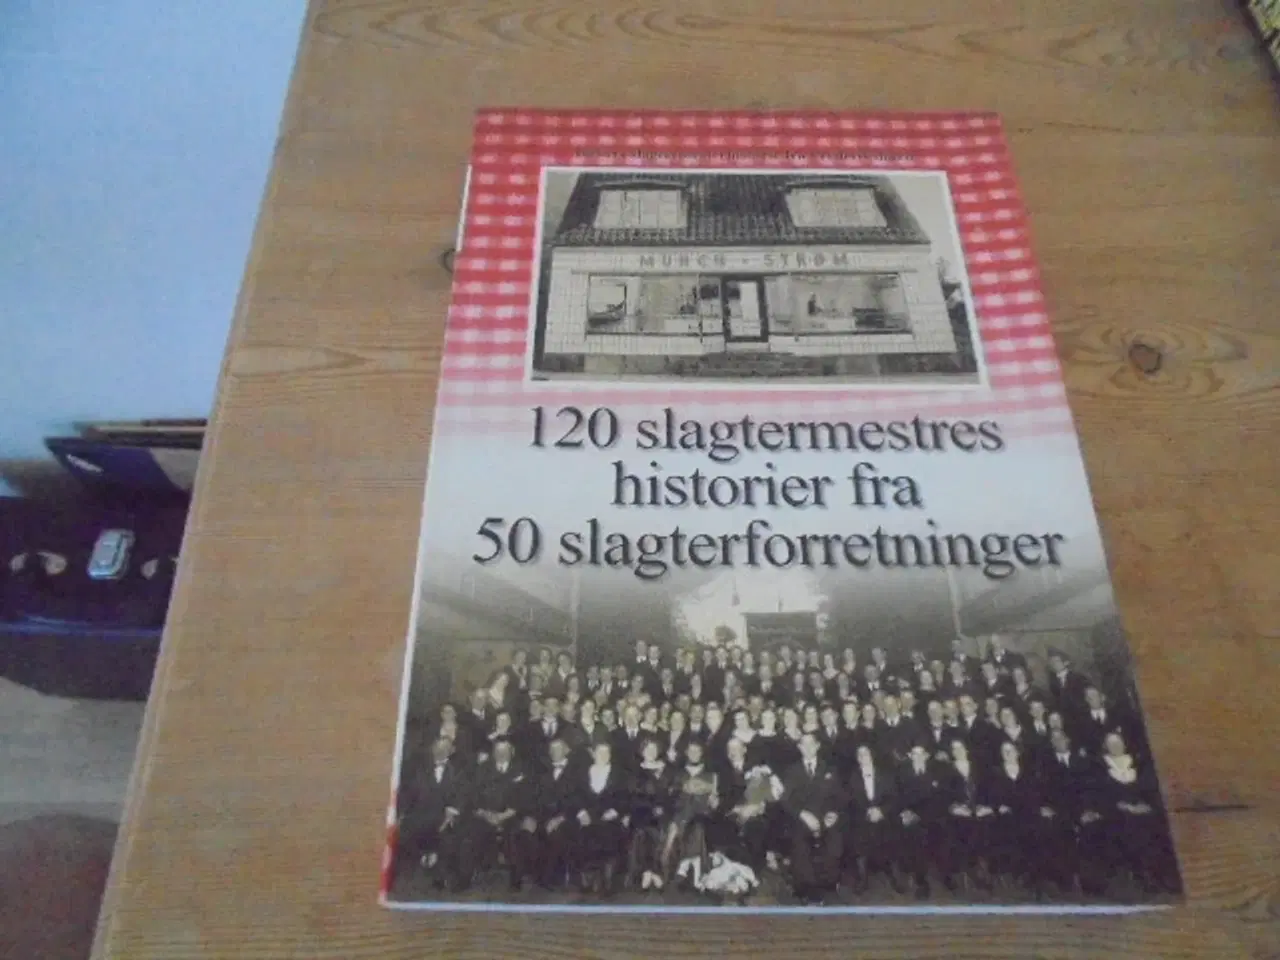 MUNCH * STRØM
120 slagtermestres
historier fra
50 slagterforretninger